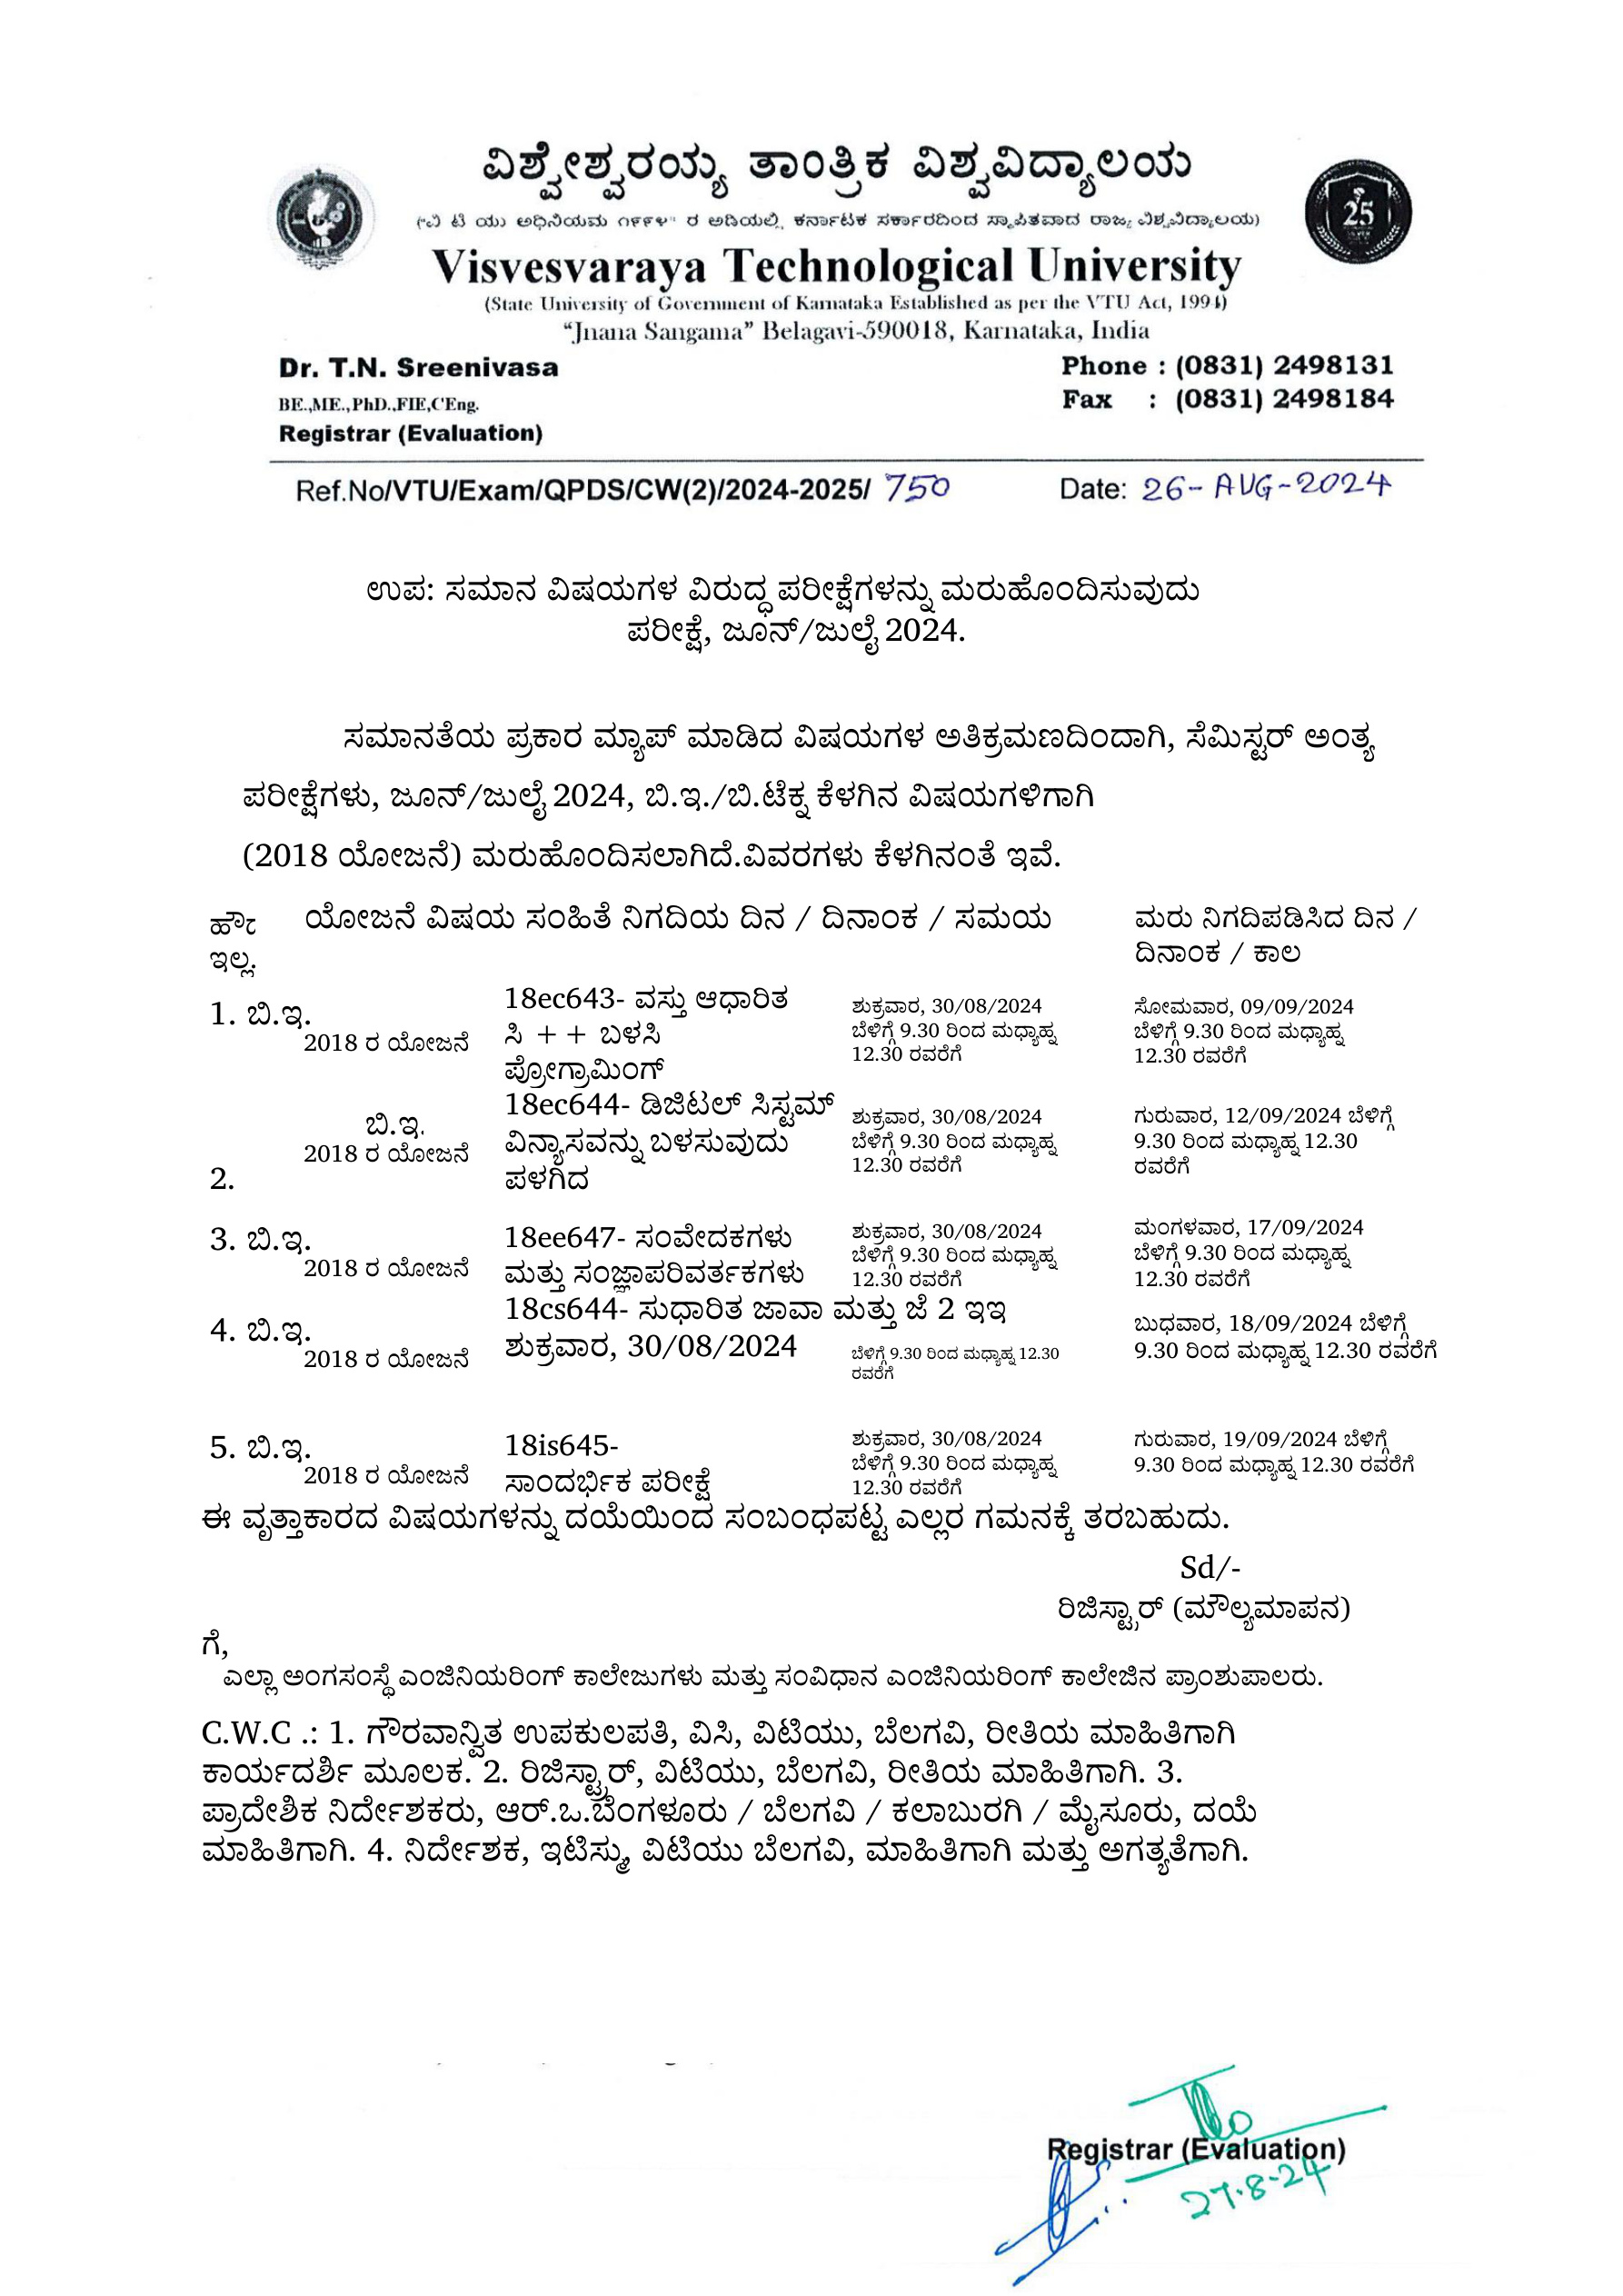 ವಿಶ್ವೇಶ್ವರಯ್ಯ ತಾಂತ್ರಿಕ ವಿಶ್ವವಿದ್ಯಾಲಯ
("ವಿ ಟಿ ಯು ಅಧಿನಿಯಮ ೧೯೯೪" ರ ಅಡಿಯಲ್ಲಿ ಕರ್ನಾಟಕ ಸರ್ಕಾರದಿಂದ ಸ್ಥಾಪಿತವಾದ ರಾಜ್ಯ ವಿಶ್ವವಿದ್ಯಾಲಯ)
25
Visvesvaraya Technological University
(State University of Government of Karnataka Established as per the VTU Act, 1994)
“Jnana Sangama” Belagavi-590018, Karnataka, India
Dr. T.N. Sreenivasa Phone : (0831) 2498131
BE.,ME.,PhD.,FIE,C'Eng. Fax : (0831) 2498184
Registrar (Evaluation)
Ref.No/VTU/Exam/QPDS/CW(2)/2024-2025/ 750 Date: 26-AUG-2024
ಉಪ: ಸಮಾನ ವಿಷಯಗಳ ವಿರುದ್ಧ ಪರೀಕ್ಷೆಗಳನ್ನು ಮರುಹೊಂದಿಸುವುದು
ಪರೀಕ್ಷೆ, ಜೂನ್/ಜುಲೈ 2024.
ಸಮಾನತೆಯ ಪ್ರಕಾರ ಮ್ಯಾಪ್ ಮಾಡಿದ ವಿಷಯಗಳ ಅತಿಕ್ರಮಣದಿಂದಾಗಿ, ಸೆಮಿಸ್ಟರ್ ಅಂತ್ಯ
ಪರೀಕ್ಷೆಗಳು, ಜೂನ್/ಜುಲೈ 2024, ಬಿ.ಇ./ಬಿ.ಟೆಕ್ನ ಕೆಳಗಿನ ವಿಷಯಗಳಿಗಾಗಿ
(2018 ಯೋಜನೆ) ಮರುಹೊಂದಿಸಲಾಗಿದೆ.ವಿವರಗಳು ಕೆಳಗಿನಂತೆ ಇವೆ.
ಇಲ್ಲ. ಯೋಜನೆ ವಿಷಯ ಸಂಹಿತೆ ನಿಗದಿಯ ದಿನ / ದಿನಾಂಕ / ಸಮಯ
ಮರು ನಿಗದಿಪಡಿಸಿದ ದಿನ /
ದಿನಾಂಕ / ಕಾಲ
1. ಬಿ.ಇ.
2018 ರ ಯೋಜನೆ
18ec643- ವಸ್ತು ಆಧಾರಿತ
ಸಿ ++ ಬಳಸಿ
ಪ್ರೋಗ್ರಾಮಿಂಗ್
ಶುಕ್ರವಾರ, 30/08/2024
ಬೆಳಿಗ್ಗೆ 9.30 ರಿಂದ ಮಧ್ಯಾಹ್ನ
12.30 ರವರೆಗೆ
ಸೋಮವಾರ, 09/09/2024
ಬೆಳಿಗ್ಗೆ 9.30 ರಿಂದ ಮಧ್ಯಾಹ್ನ
12.30 ರವರೆಗೆ
2.
ಬಿ.ಇ.
2018 ರ ಯೋಜನೆ
18ec644- ಡಿಜಿಟಲ್ ಸಿಸ್ಟಮ್
ವಿನ್ಯಾಸವನ್ನು ಬಳಸುವುದು
ಪಳಗಿದ
ಶುಕ್ರವಾರ, 30/08/2024
ಬೆಳಿಗ್ಗೆ 9.30 ರಿಂದ ಮಧ್ಯಾಹ್ನ
12.30 ರವರೆಗೆ
ಗುರುವಾರ, 12/09/2024 ಬೆಳಿಗ್ಗೆ
9.30 ರಿಂದ ಮಧ್ಯಾಹ್ನ 12.30
ರವರೆಗೆ
3. ಬಿ.ಇ.
2018 ರ ಯೋಜನೆ
18ee647- ಸಂವೇದಕಗಳು
ಮತ್ತು ಸಂಜ್ಞಾಪರಿವರ್ತಕಗಳು
ಶುಕ್ರವಾರ, 30/08/2024
ಬೆಳಿಗ್ಗೆ 9.30 ರಿಂದ ಮಧ್ಯಾಹ್ನ
12.30 ರವರೆಗೆ
ಮಂಗಳವಾರ, 17/09/2024
ಬೆಳಿಗ್ಗೆ 9.30 ರಿಂದ ಮಧ್ಯಾಹ್ನ
12.30 ರವರೆಗೆ
4. ಬಿ.ಇ.
2018 ರ ಯೋಜನೆ
18cs644- ಸುಧಾರಿತ ಜಾವಾ ಮತ್ತು ಜೆ 2 ಇಇ
ಶುಕ್ರವಾರ, 30/08/2024
ಬೆಳಿಗ್ಗೆ 9.30 ರಿಂದ ಮಧ್ಯಾಹ್ನ 12.30
ರವರೆಗೆ
ಬುಧವಾರ, 18/09/2024 ಬೆಳಿಗ್ಗೆ
9.30 ರಿಂದ ಮಧ್ಯಾಹ್ನ 12.30 ರವರೆಗೆ
5. ಬಿ.ಇ.
2018 ರ ಯೋಜನೆ
18is645-
ಸಾಂದರ್ಭಿಕ ಪರೀಕ್ಷೆ
ಶುಕ್ರವಾರ, 30/08/2024
ಬೆಳಿಗ್ಗೆ 9.30 ರಿಂದ ಮಧ್ಯಾಹ್ನ
12.30 ರವರೆಗೆ
ಗುರುವಾರ, 19/09/2024 ಬೆಳಿಗ್ಗೆ
9.30 ರಿಂದ ಮಧ್ಯಾಹ್ನ 12.30 ರವರೆಗೆ
ಈ ವೃತ್ತಾಕಾರದ ವಿಷಯಗಳನ್ನು ದಯೆಯಿಂದ ಸಂಬಂಧಪಟ್ಟ ಎಲ್ಲರ ಗಮನಕ್ಕೆ ತರಬಹುದು.
Sd/-
ರಿಜಿಸ್ಟ್ರಾರ್ (ಮೌಲ್ಯಮಾಪನ)
ಗೆ,
ಎಲ್ಲಾ ಅಂಗಸಂಸ್ಥೆ ಎಂಜಿನಿಯರಿಂಗ್ ಕಾಲೇಜುಗಳು ಮತ್ತು ಸಂವಿಧಾನ ಎಂಜಿನಿಯರಿಂಗ್ ಕಾಲೇಜಿನ ಪ್ರಾಂಶುಪಾಲರು.
C.W.C .: 1. ಗೌರವಾನ್ವಿತ ಉಪಕುಲಪತಿ, ವಿಸಿ, ವಿಟಿಯು, ಬೆಲಗವಿ, ರೀತಿಯ ಮಾಹಿತಿಗಾಗಿ
ಕಾರ್ಯದರ್ಶಿ ಮೂಲಕ. 2. ರಿಜಿಸ್ಟ್ರಾರ್, ವಿಟಿಯು, ಬೆಲಗವಿ, ರೀತಿಯ ಮಾಹಿತಿಗಾಗಿ. 3.
ಪ್ರಾದೇಶಿಕ ನಿರ್ದೇಶಕರು, ಆರ್.ಒ.ಬೆಂಗಳೂರು / ಬೆಲಗವಿ / ಕಲಾಬುರಗಿ / ಮೈಸೂರು, ದಯೆ
ಮಾಹಿತಿಗಾಗಿ. 4. ನಿರ್ದೇಶಕ, ಇಟಿಸ್ಮು, ವಿಟಿಯು ಬೆಲಗವಿ, ಮಾಹಿತಿಗಾಗಿ ಮತ್ತು ಅಗತ್ಯತೆಗಾಗಿ.
Registrar (Evaluation)
27.8-24